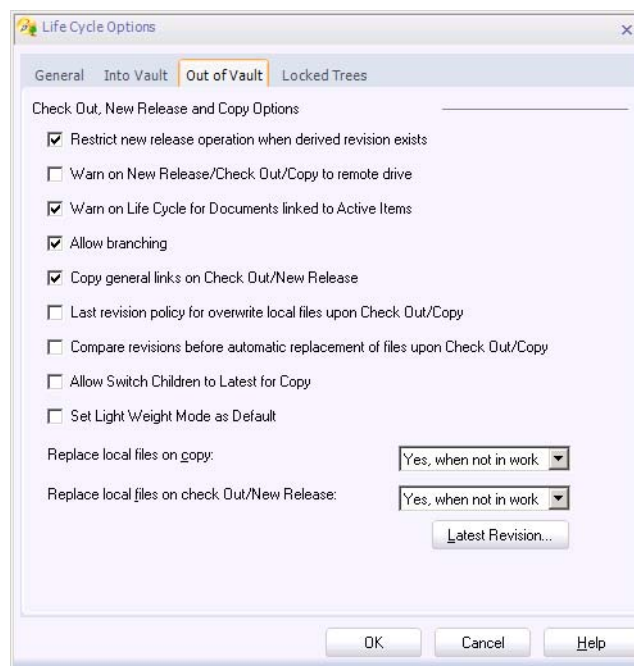 Life Cycle Options
General Into Vault Out of Vault Locked Trees
Check Out, New Release and Copy Options
Restrict new release operation when derived revision exists
Warn on New Release/Check Out/Copy to remote drive
Warn on Life Cycle for Documents linked to Active Items
Allow branching
Copy general links on Check Out/New Release
Last revision policy for overwrite local files upon Check Out/Copy
Compare revisions before automatic replacement of files upon Check Out/Copy
Allow Switch Children to Latest for Copy
Set Light Weight Mode as Default
Replace local files on copy: Yes, when not in work
Replace local files on check Out/New Release: Yes, when not in work
Latest Revision...
OK Cancel Help